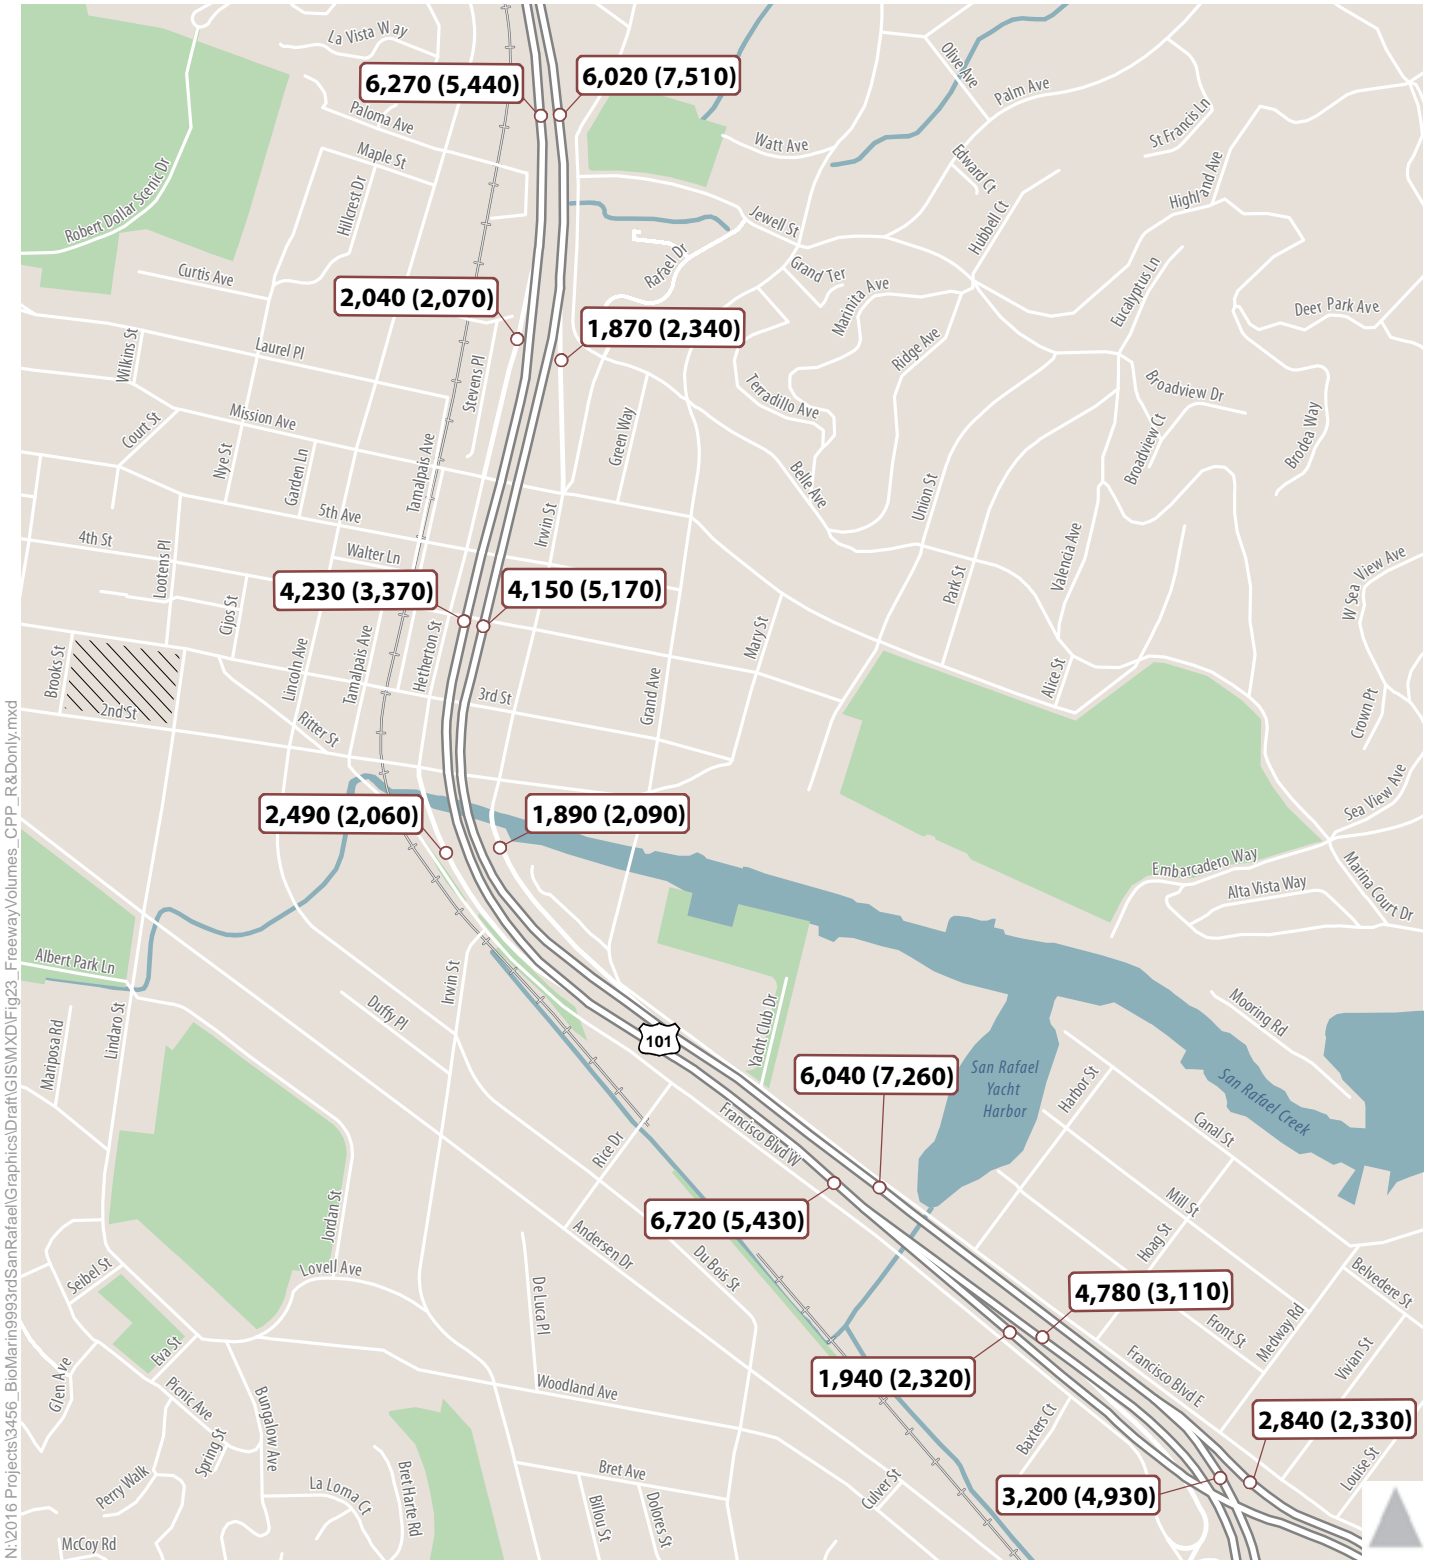 La Vista Way
6,270 (5,440)
6,020 (7,510)
Olive Ave
Palm Ave
Paloma Ave
St Francis Ln
Watt Ave
Maple St
Edward Ct
Highland Ave
Robert Dollar Scenic Dr
Hillcrest Dr
Jewell St
Hubbell Ct
Rafael Dr
Grand Ter
Curtis Ave
Marinita Ave
Eucalyptus Ln
2,040 (2,070)
1,870 (2,340)
Deer Park Ave
Wilkins St
Laurel Pl
Ridge Ave
Stevens Pl
Terradillo Ave
Broadview Dr
Court St
Mission Ave
Green Way
Broadview Ct
Brodea Way
Nye St
Garden Ln
Tamalpais Ave
Belle Ave
Union St
5th Ave
Irwin St
4th St
Walter Ln
Lootens Pl
Valencia Ave
W Sea View Ave
4,230 (3,370)
4,150 (5,170)
Park St
Cijos St
Mary St
Brooks St
Lincoln Ave
Tamalpais Ave
Hetherton St
3rd St
Grand Ave
Alice St
Crown Pt
2nd St
Ritter St
Sea View Ave
2,490 (2,060)
1,890 (2,090)
Embarcadero Way
Alta Vista Way
Marina Court Dr
Albert Park Ln
Irwin St
Duffy Pl
Mooring Rd
Mariposa Rd
Lindaro St
Yacht Club Dr
101
6,040 (7,260)
San Rafael
Yacht
Harbor
Harbor St
San Rafael Creek
Canal St
Francisco Blvd W
Rice Dr
6,720 (5,430)
Mill St
Jordan St
Andersen Dr
Du Bois St
Hoag St
Seibel St
Lovell Ave
De Luca Pl
4,780 (3,110)
Belvedere St
Front St
Medway Rd
Eva St
Glen Ave
1,940 (2,320)
Vivian St
Francisco Blvd E
Picnic Ave
Woodland Ave
Bungalow Ave
Baxters Ct
2,840 (2,330)
Spring St
Perry Walk
La Loma Ct
Bret Harte Rd
Bret Ave
Culver St
3,200 (4,930)
Louise St
Billou St
Dolores St
McCoy Rd
N:\2016 Projects\3456_BioMarin9993rdSanRafael\Graphics\Draft\GIS\MXD\Fig23_FreewayVolumes_CPP_R&Donly.mxd